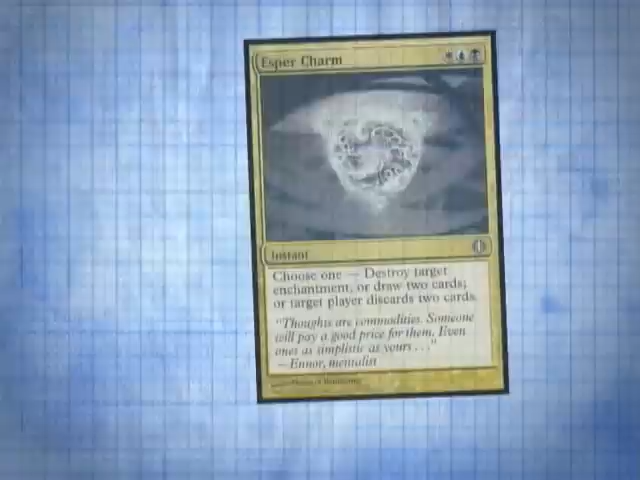 Esper Charm
Instant
Choose one — Destroy target
enchantment, or draw two cards;
or target player discards two cards.
"Thoughts are commodities. Someone
will pay a good price for them. Even
ones as simplistic as yours . . ."
— Ennor, mentalist